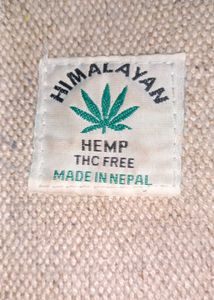 HIMALAYAN
HEMP
THC FREE
MADE IN NEPAL